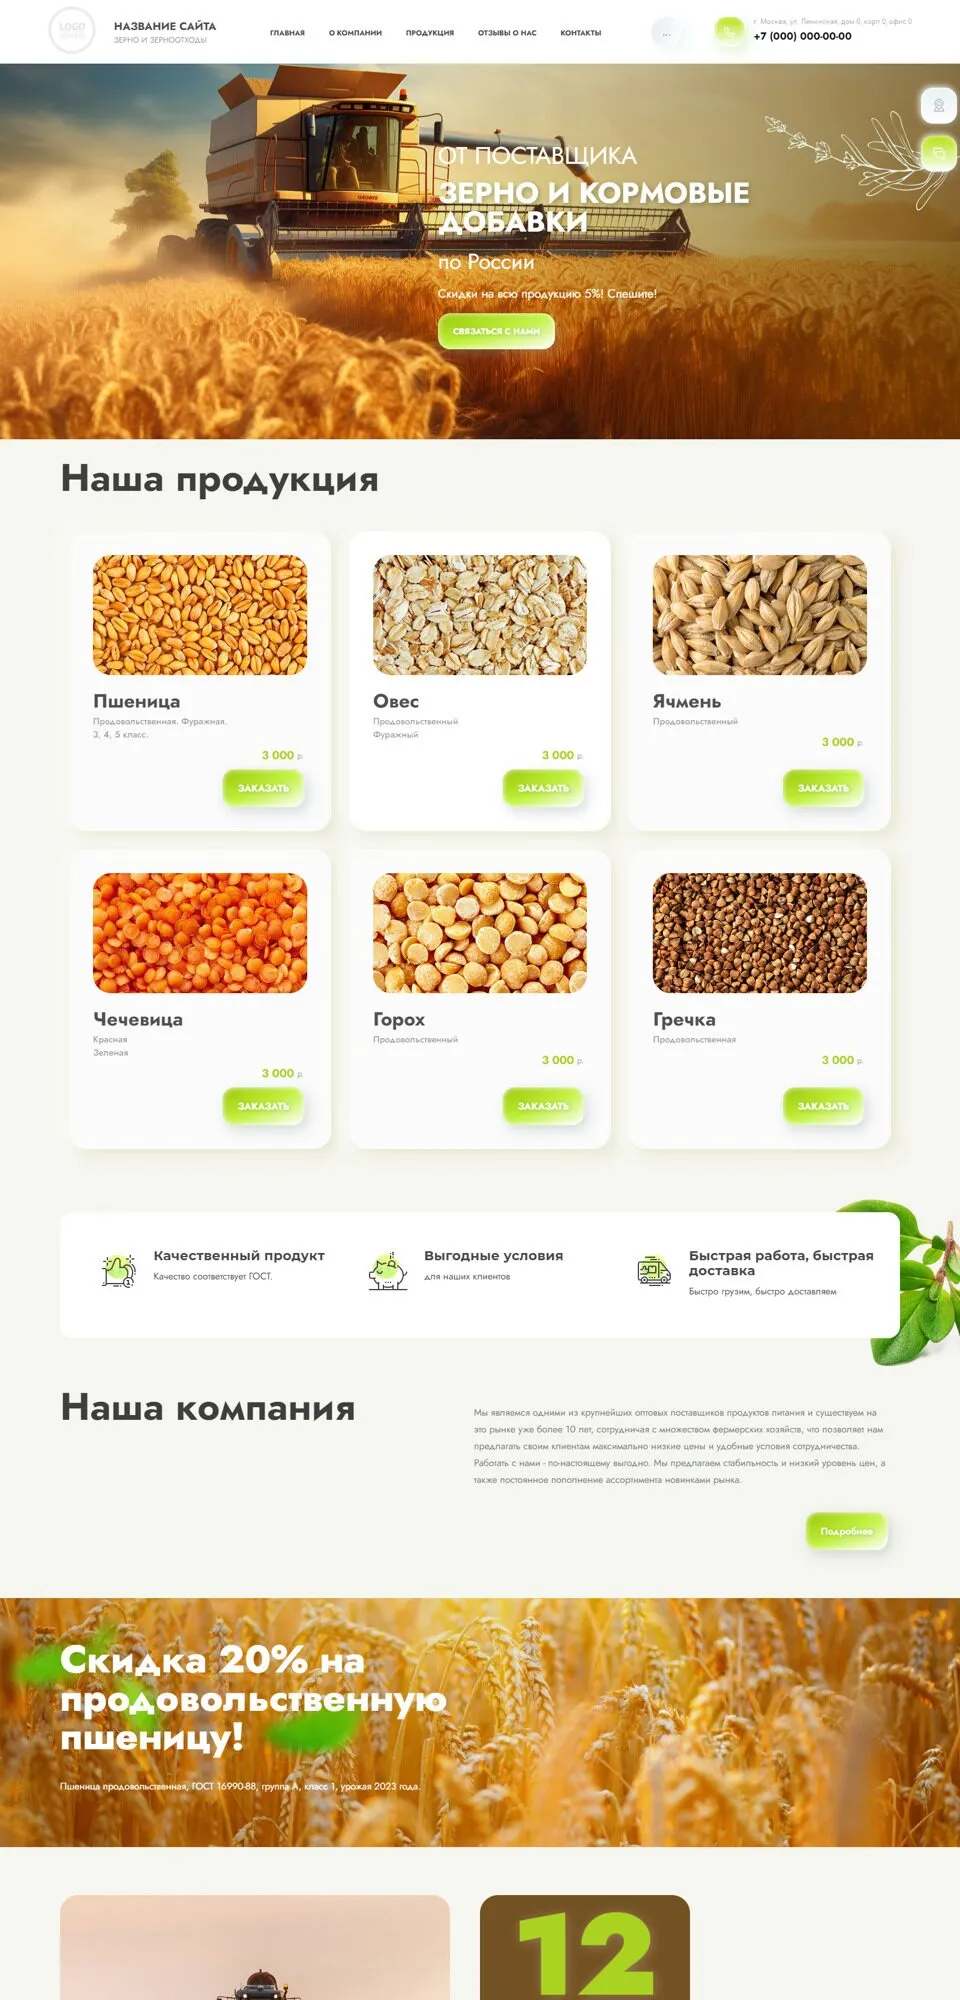 LOGO
НАЗВАНИЕ САЙТА
ЗЕРНО И ЗЕРНООТХОДЫ
ГЛАВНАЯ
О КОМПАНИИ
ПРОДУКЦИЯ
ОТЗЫВЫ О НАС
КОНТАКТЫ
...
г. Москва, ул. Ленинская, дом 0, корп 0, офис 0
+7 (000) 000-00-00
ОТ ПОСТАВЩИКА
ЗЕРНО И КОРМОВЫЕ
ДОБАВКИ
по России
Скидки на всю продукцию 5%! Спешите!
СВЯЗАТЬСЯ С НАМИ
Наша продукция
Пшеница
Продовольственная. Фуражная.
3, 4, 5 класс.
3 000 р.
ЗАКАЗАТЬ
Овес
Продовольственный
Фуражный
3 000 р.
ЗАКАЗАТЬ
Ячмень
Продовольственный
3 000 р.
ЗАКАЗАТЬ
Чечевица
Красная
Зеленая
3 000 р.
ЗАКАЗАТЬ
Горох
Продовольственный
3 000 р.
ЗАКАЗАТЬ
Гречка
Продовольственная
3 000 р.
ЗАКАЗАТЬ
Качественный продукт
Качество соответствует ГОСТ.
Выгодные условия
для наших клиентов
Быстрая работа, быстрая
доставка
Быстро грузим, быстро доставляем
Наша компания
Мы являемся одними из крупнейших оптовых поставщиков продуктов питания и существуем на
это рынке уже более 10 лет, сотрудничая с множеством фермерских хозяйств, что позволяет нам
предлагать своим клиентам максимально низкие цены и удобные условия сотрудничества.
Работать с нами - по-настоящему выгодно. Мы предлагаем стабильность и низкий уровень цен, а
также постоянное пополнение ассортимента новинками рынка.
Подробнее
Скидка 20% на
продовольственную
пшеницу!
Пшеница продовольственная, ГОСТ 16990-88, группа А, класс 1, урожая 2023 года.
12